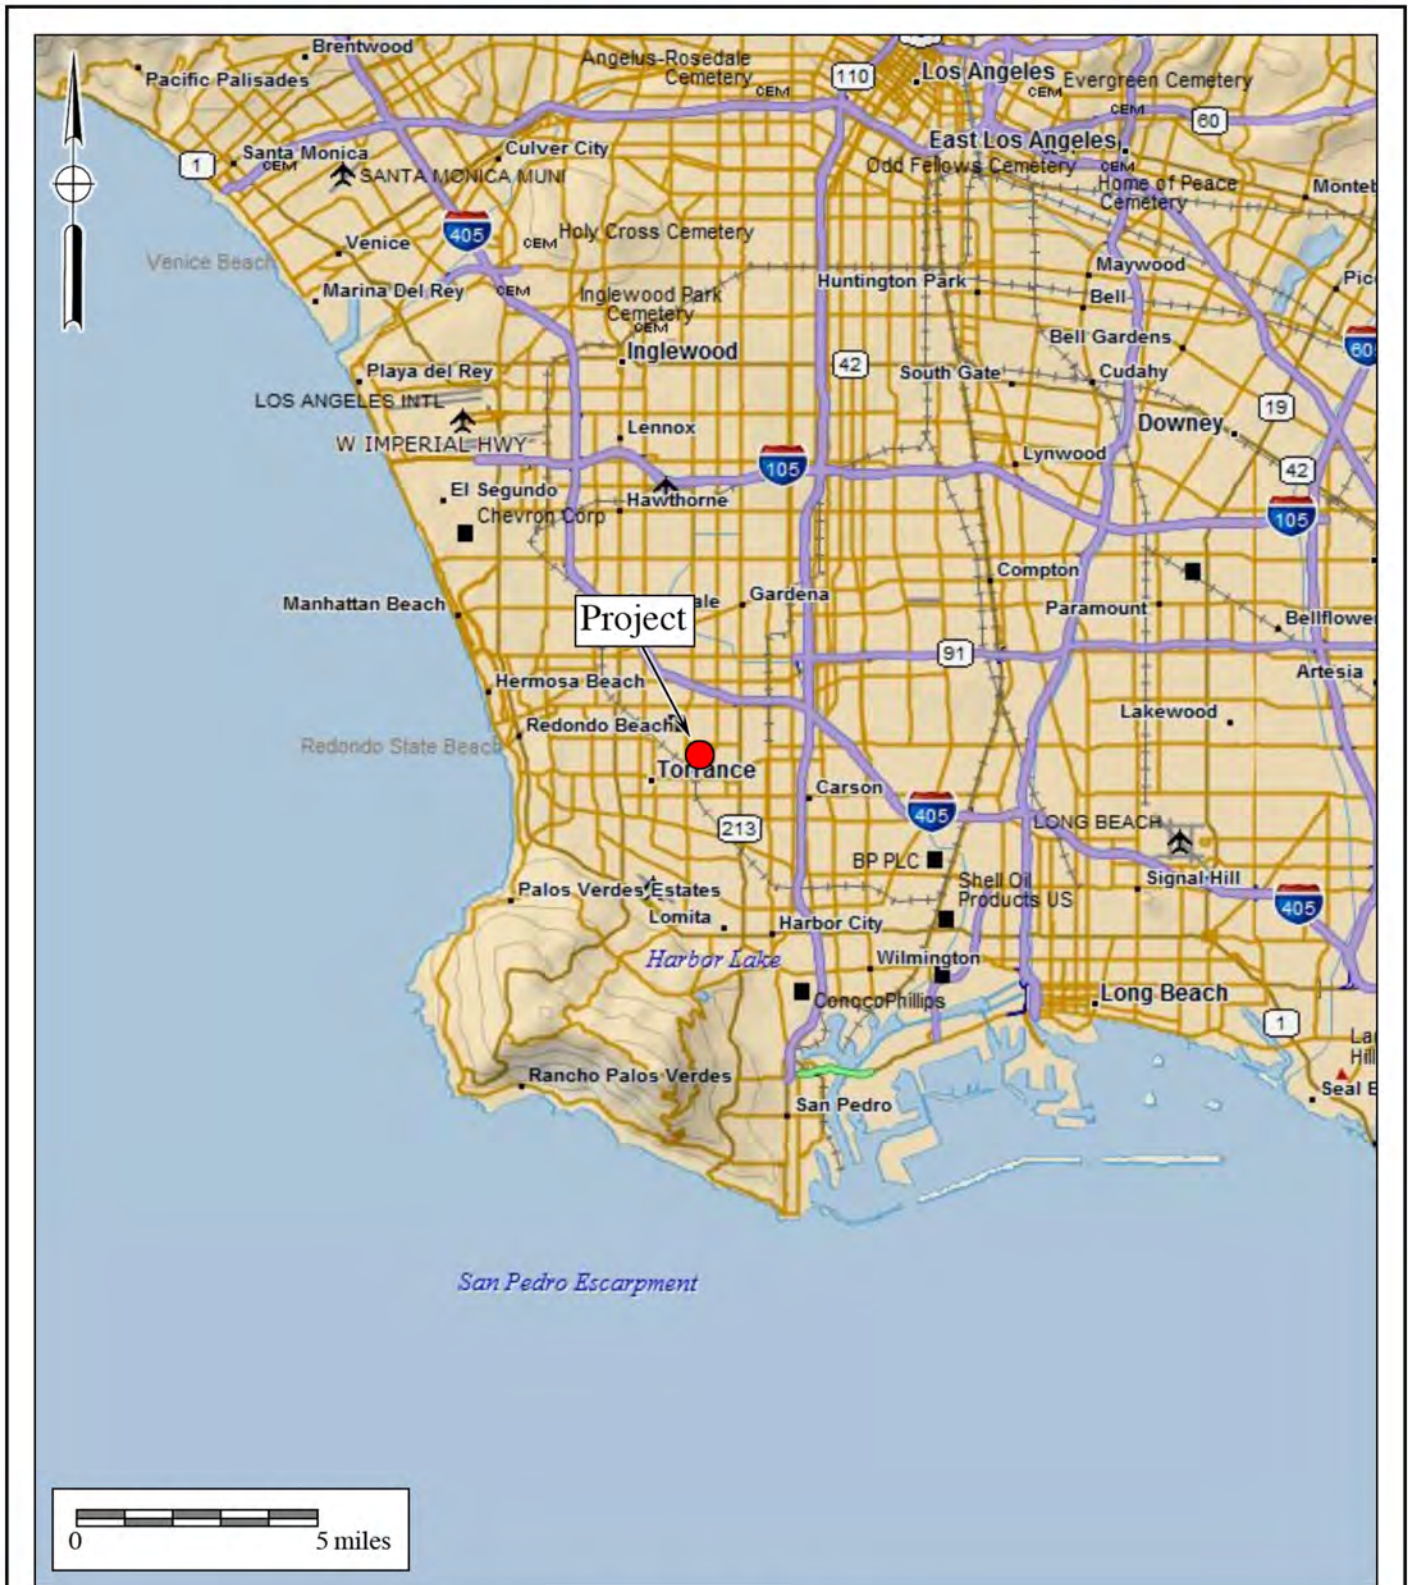 Brentwood
Pacific Palisades
Angelus-Rosedale
Cemetery
CEM
110
Los Angeles
CEM
Evergreen Cemetery
CEM
60
East Los Angeles
Odd Fellows Cemetery
CEM
Home of Peace
Cemetery
1
Santa Monica
CEM
SANTA MONICA MUNI
Culver City
405
Venice
CEM
Holy Cross Cemetery
Venice Beach
Marina Del Rey
CEM
Inglewood Park
Cemetery
CEM
Huntington Park
Maywood
Bell
Bell Gardens
Inglewood
42
South Gate
Cudahy
Playa del Rey
LOS ANGELES INTL
19
Downey
W IMPERIAL HWY
Lennox
105
Lynwood
42
El Segundo
Hawthorne
Chevron Corp
105
Compton
Manhattan Beach
Project
Gardena
Paramount
91
Artesia
Hermosa Beach
Redondo Beach
Redondo State Beach
Lakewood
Torrance
Carson
213
405
LONG BEACH
BP PLC
Shell Oil
Products US
Signal Hill
405
Palos Verdes Estates
Lomita
Harbor City
Harbor Lake
Wilmington
ConocoPhillips
Long Beach
1
Rancho Palos Verdes
San Pedro
San Pedro Escarpment
0
5 miles